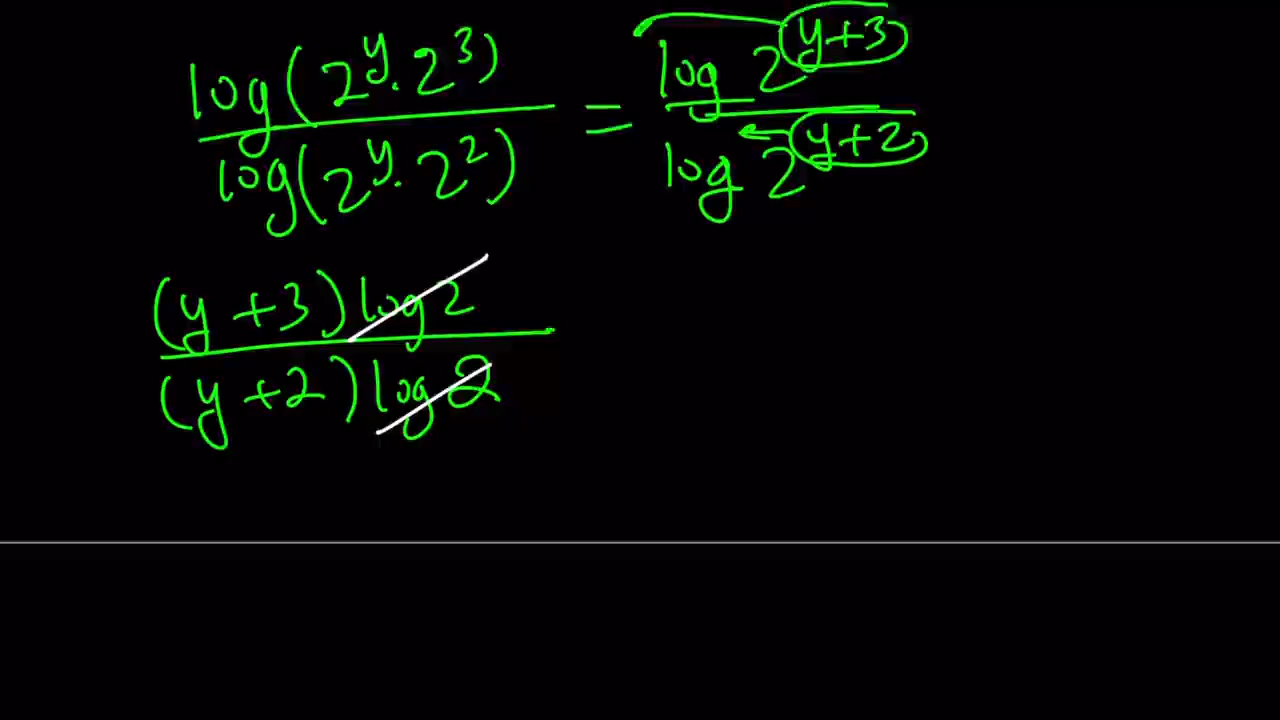 log(2^y · 2^3) / log(2^y · 2^2) = log 2^(y+3) / log 2^(y+2)
(y+3) log 2 / (y+2) log 2